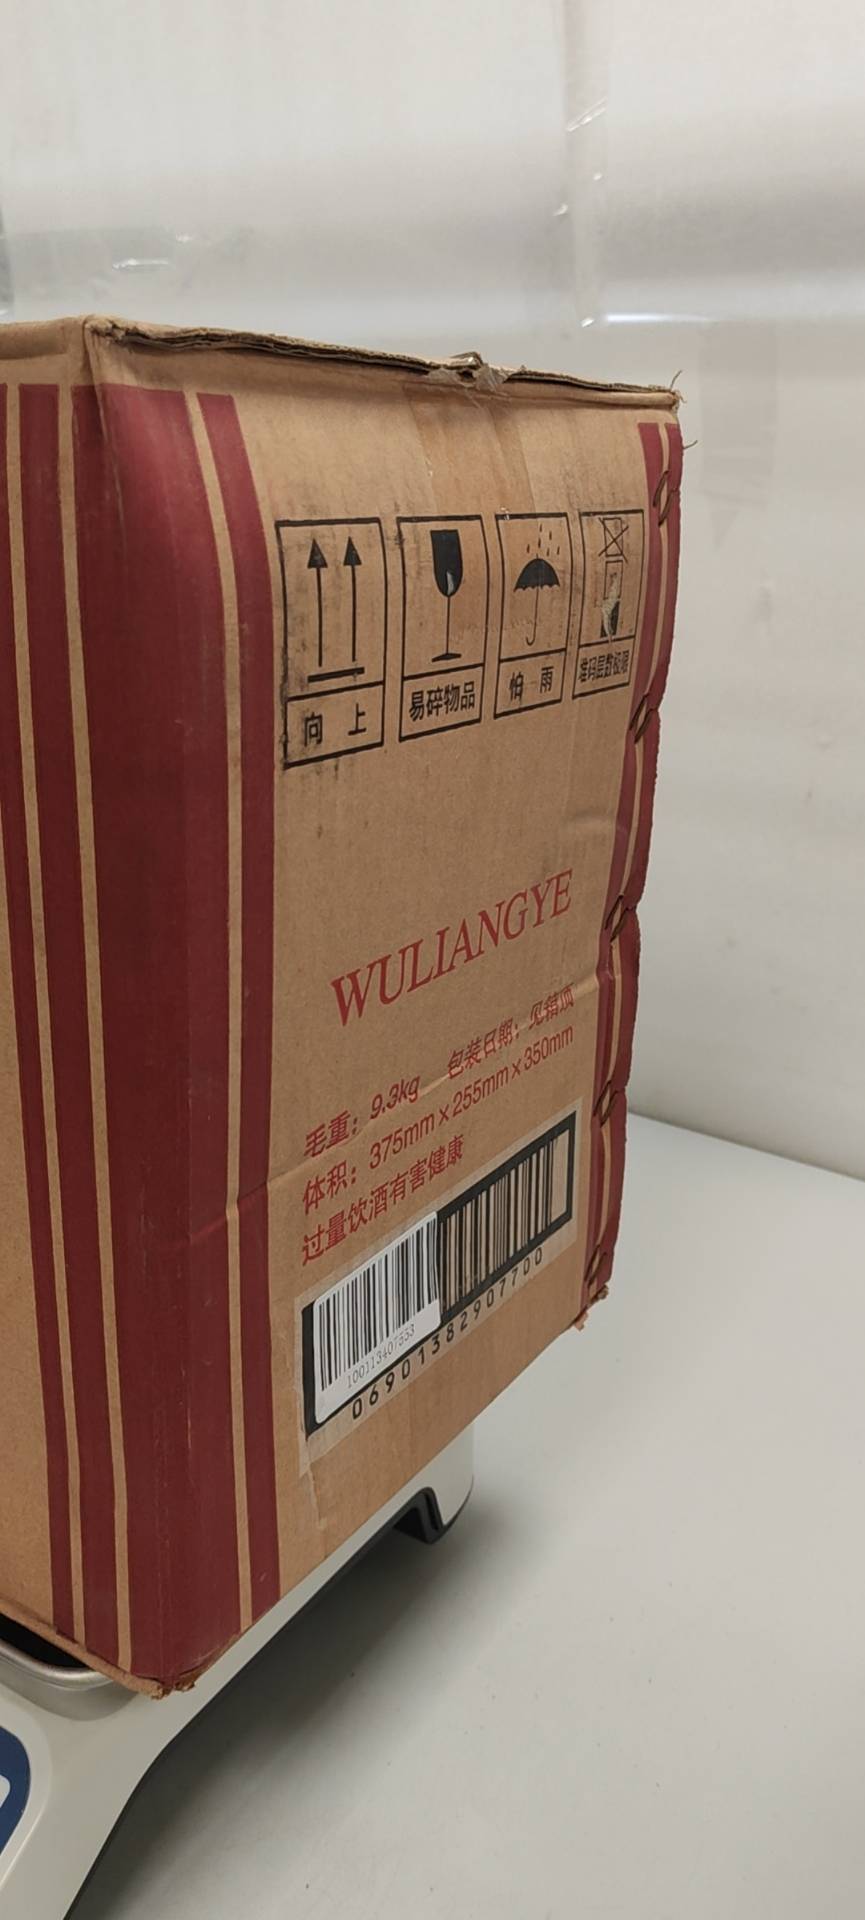 向 上
易碎物品
怕 雨
堆码层数极限
WULIANGYE
毛重：9.3kg 包装日期：见箱顶
体积：375mm×255mm×350mm
过量饮酒有害健康
100113407553
06901382907700